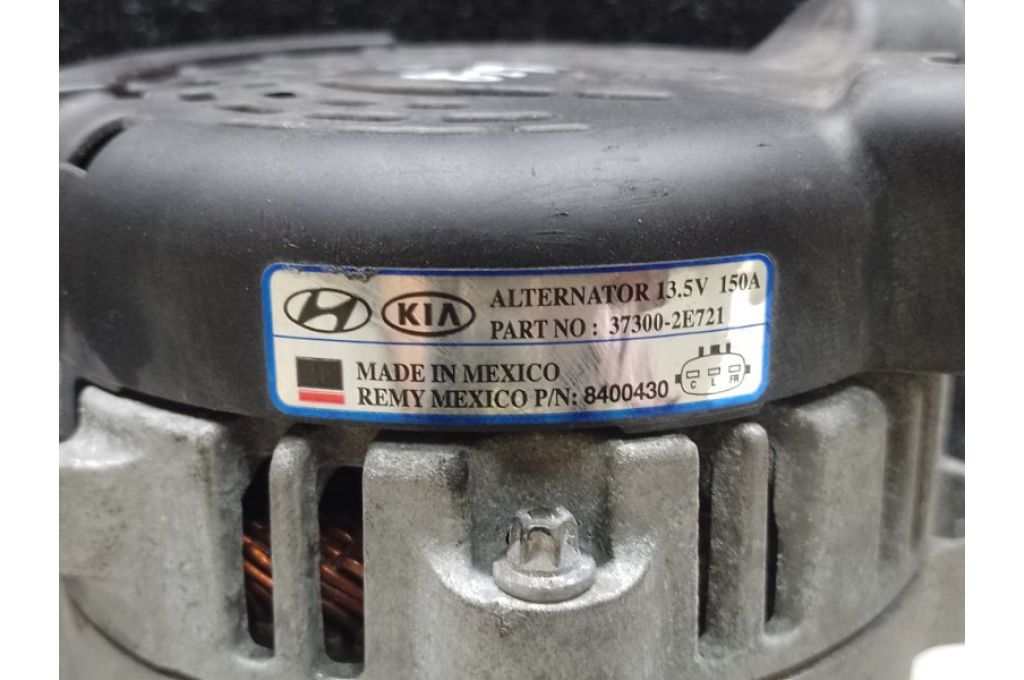 KIA
ALTERNATOR 13.5V 150A
PART NO : 37300-2E721
MADE IN MEXICO
REMY MEXICO P/N: 8400430
C L FR